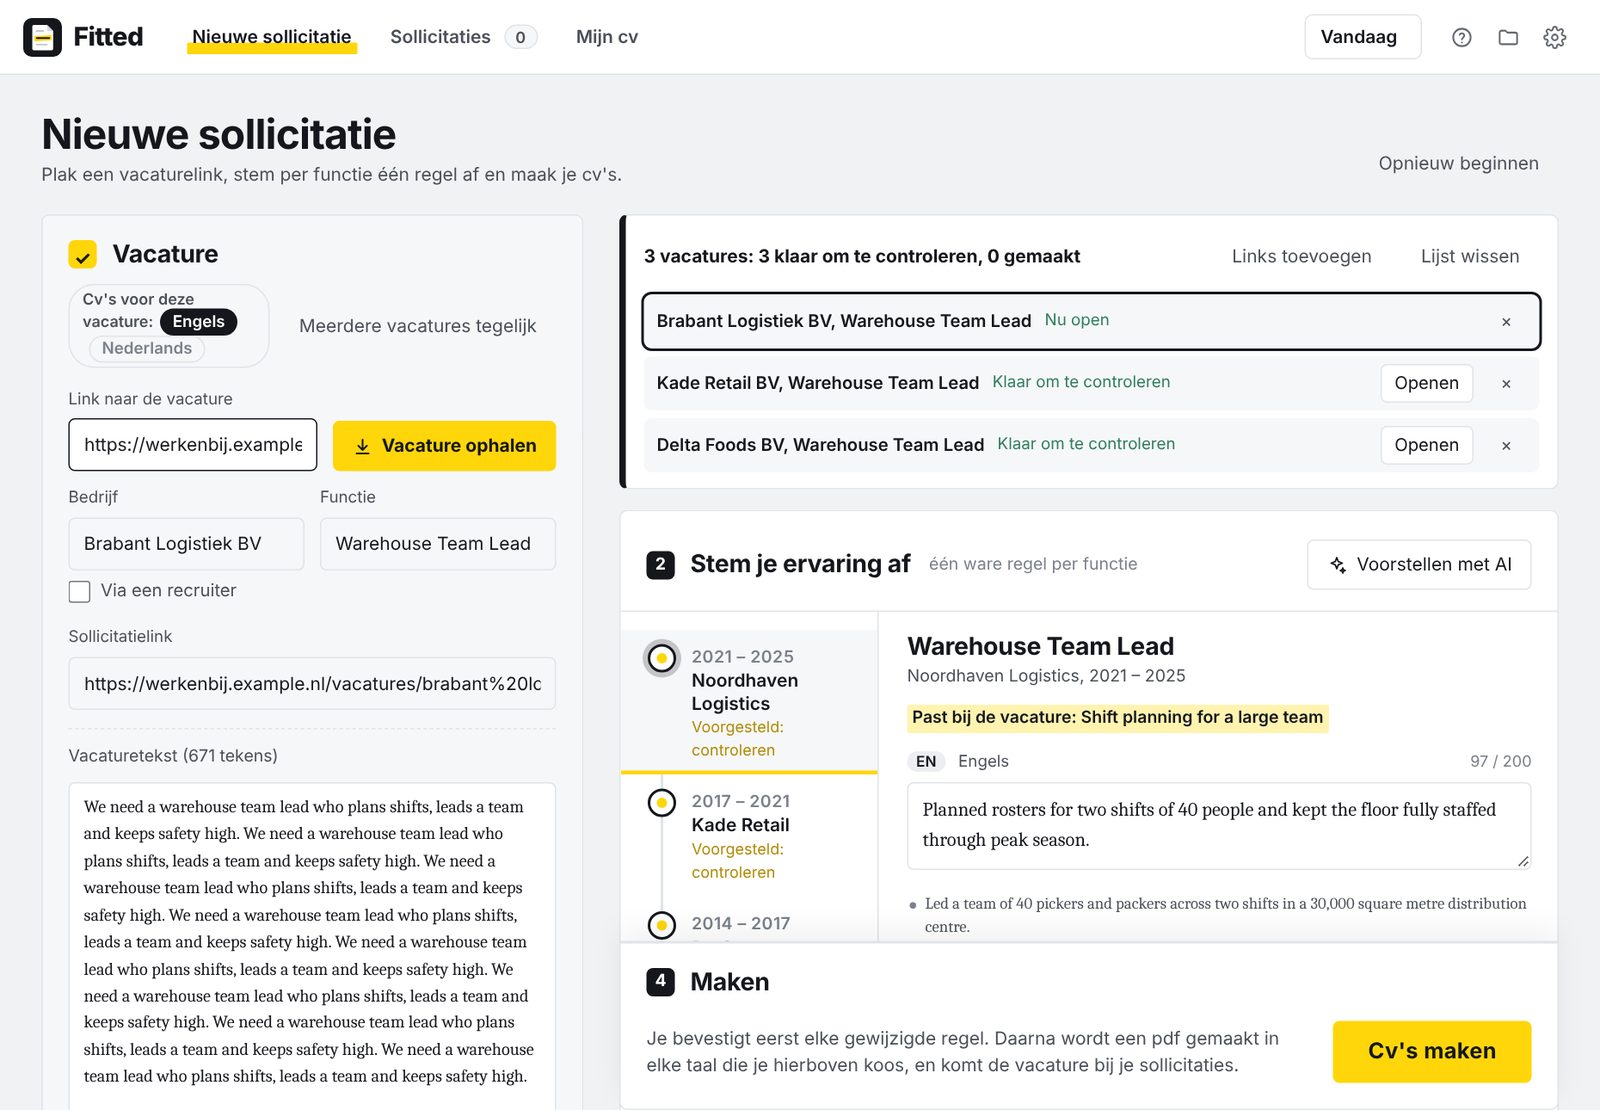 Fitted
Nieuwe sollicitatie
Sollicitaties 0
Mijn cv
Vandaag
Nieuwe sollicitatie
Plak een vacaturelink, stem per functie één regel af en maak je cv's.
Opnieuw beginnen
Vacature
Cv's voor deze
vacature: Engels
Nederlands
Meerdere vacatures tegelijk
Link naar de vacature
https://werkenbij.example
Vacature ophalen
Bedrijf
Functie
Brabant Logistiek BV
Warehouse Team Lead
Via een recruiter
Sollicitatielink
https://werkenbij.example.nl/vacatures/brabant%20lo
Vacaturetekst (671 tekens)
We need a warehouse team lead who plans shifts, leads a team
and keeps safety high. We need a warehouse team lead who
plans shifts, leads a team and keeps safety high. We need a
warehouse team lead who plans shifts, leads a team and keeps
safety high. We need a warehouse team lead who plans shifts,
leads a team and keeps safety high. We need a warehouse team
lead who plans shifts, leads a team and keeps safety high. We
need a warehouse team lead who plans shifts, leads a team and
keeps safety high. We need a warehouse team lead who plans
shifts, leads a team and keeps safety high. We need a warehouse
team lead who plans shifts, leads a team and keeps safety high.
3 vacatures: 3 klaar om te controleren, 0 gemaakt
Links toevoegen
Lijst wissen
Brabant Logistiek BV, Warehouse Team Lead Nu open ×
Kade Retail BV, Warehouse Team Lead Klaar om te controleren Openen ×
Delta Foods BV, Warehouse Team Lead Klaar om te controleren Openen ×
2 Stem je ervaring af één ware regel per functie
Voorstellen met AI
2021 – 2025
Noordhaven
Logistics
Voorgesteld:
controleren
2017 – 2021
Kade Retail
Voorgesteld:
controleren
2014 – 2017
Warehouse Team Lead
Noordhaven Logistics, 2021 – 2025
Past bij de vacature: Shift planning for a large team
EN Engels 97 / 200
Planned rosters for two shifts of 40 people and kept the floor fully staffed
through peak season.
• Led a team of 40 pickers and packers across two shifts in a 30,000 square metre distribution
centre.
4 Maken
Je bevestigt eerst elke gewijzigde regel. Daarna wordt een pdf gemaakt in
elke taal die je hierboven koos, en komt de vacature bij je sollicitaties.
Cv's maken